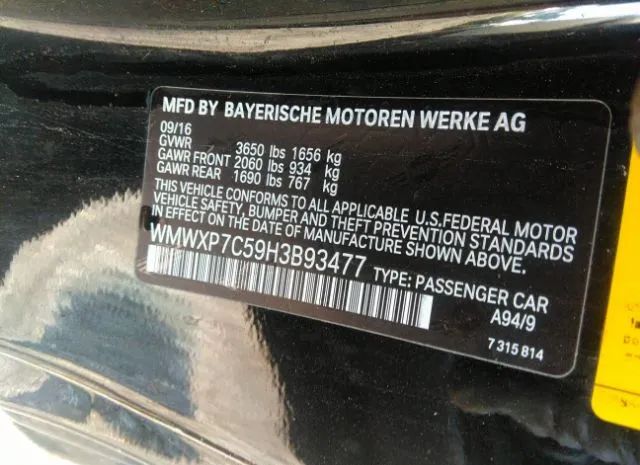 MFD BY BAYERISCHE MOTOREN WERKE AG
09/16
GVWR 3650 lbs 1656 kg
GAWR FRONT 2060 lbs 934 kg
GAWR REAR 1690 lbs 767 kg
THIS VEHICLE CONFORMS TO ALL APPLICABLE U.S.FEDERAL MOTOR
VEHICLE SAFETY, BUMPER AND THEFT PREVENTION STANDARDS
IN EFFECT ON THE DATE OF MANUFACTURE SHOWN ABOVE.
WMWXP7C59H3B93477
TYPE: PASSENGER CAR
A94/9
7 315 814